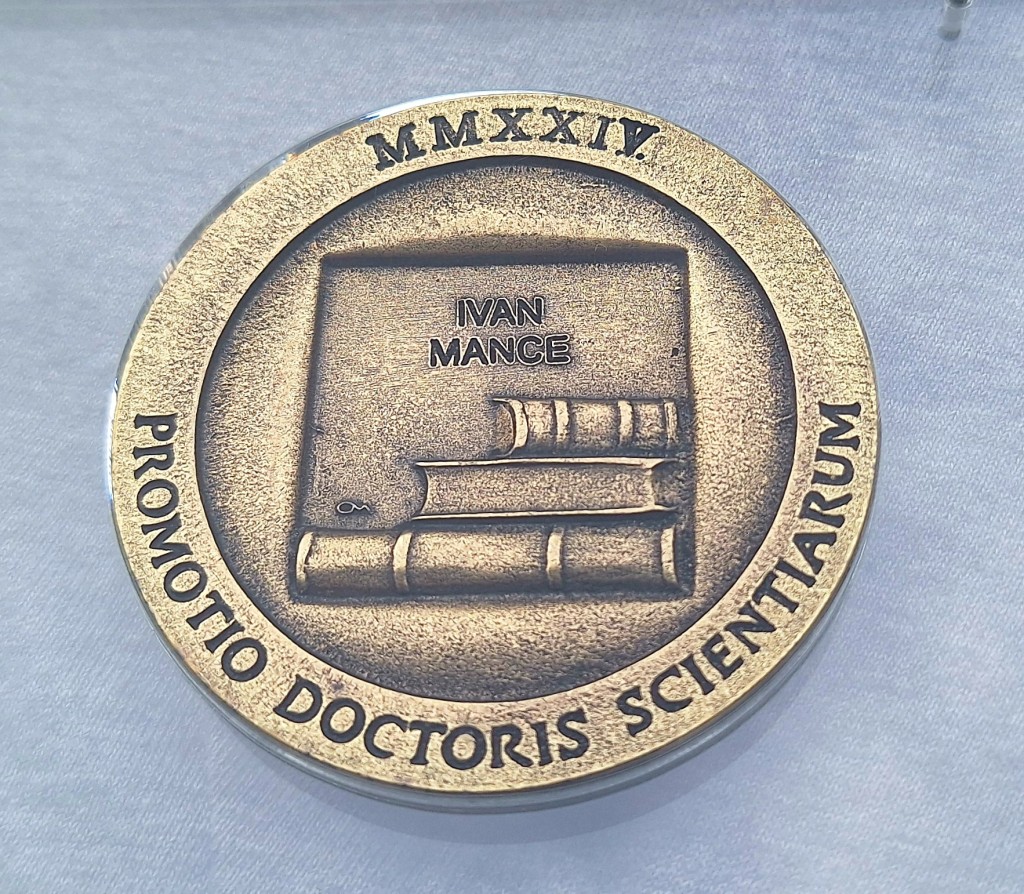 MMXXIV.
IVAN
MANCE
PROMOTIO DOCTORIS SCIENTIARUM